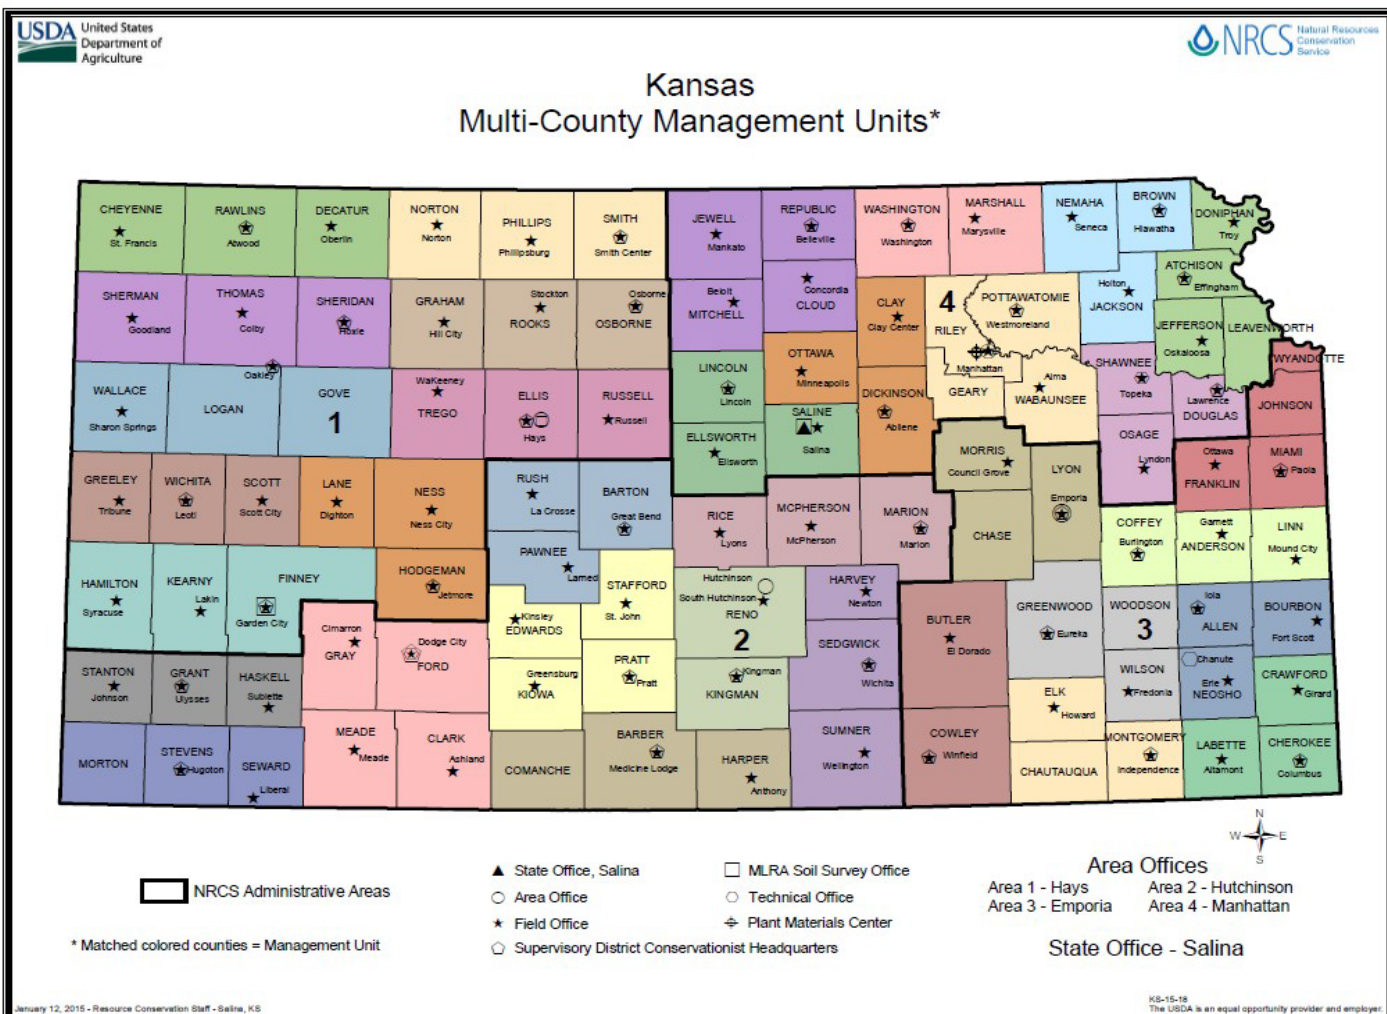 USDA United States
Department of
Agriculture
NRCS Natural Resources
Conservation
Service
Kansas
Multi-County Management Units*
CHEYENNE
St. Francis
RAWLINS
Atwood
DECATUR
Oberlin
NORTON
Norton
PHILLIPS
Philipsburg
SMITH
Smith Center
JEWELL
Mankato
REPUBLIC
Belleville
WASHINGTON
Washington
MARSHALL
Marysville
NEMAHA
Seneca
BROWN
Hiawatha
DONIPHAN
Troy
SHERMAN
Goodland
THOMAS
Colby
SHERIDAN
Hoxie
GRAHAM
Hill City
Stockton
ROOKS
Osborne
OSBORNE
Beloit
MITCHELL
Concordia
CLOUD
CLAY
Clay Center
4
RILEY
Manhattan
POTTAWATOMIE
Westmoreland
Holton
JACKSON
ATCHISON
Effingham
JEFFERSON
Oskaloosa
LEAVENWORTH
WYANDOTTE
WALLACE
Sharon Springs
Oakley
LOGAN
GOVE
1
WaKeeney
TREGO
ELLIS
Hays
RUSSELL
Russell
LINCOLN
Lincoln
OTTAWA
Minneapolis
DICKINSON
Abilene
GEARY
Alma
WABAUNSEE
SHAWNEE
Topeka
Lawrence
DOUGLAS
JOHNSON
ELLSWORTH
Ellsworth
SALINE
Salina
MORRIS
Council Grove
LYON
Emporia
OSAGE
Lyndon
Ottawa
FRANKLIN
MIAMI
Paola
GREELEY
Tribune
WICHITA
Leoti
SCOTT
Scott City
LANE
Dighton
NESS
Ness City
RUSH
La Crosse
BARTON
Great Bend
RICE
Lyons
MCPHERSON
McPherson
MARION
Marion
CHASE
COFFEY
Burlington
Garnett
ANDERSON
LINN
Mound City
HAMILTON
Syracuse
KEARNY
Lakin
FINNEY
Garden City
HODGEMAN
Jetmore
PAWNEE
Larned
STAFFORD
St. John
Hutchinson
South Hutchinson
RENO
2
HARVEY
Newton
BUTLER
El Dorado
GREENWOOD
Eureka
WOODSON
3
Iola
ALLEN
BOURBON
Fort Scott
Cimarron
GRAY
Dodge City
FORD
Kinsley
EDWARDS
SEDGWICK
Wichita
STANTON
Johnson
GRANT
Ulysses
HASKELL
Sublette
Greensburg
KIOWA
PRATT
Pratt
Kingman
KINGMAN
ELK
Howard
WILSON
Fredonia
Chanute
Erie
NEOSHO
CRAWFORD
Girard
MORTON
STEVENS
Hugoton
SEWARD
Liberal
MEADE
Meade
CLARK
Ashland
COMANCHE
BARBER
Medicine Lodge
HARPER
Anthony
SUMNER
Wellington
COWLEY
Winfield
CHAUTAUQUA
MONTGOMERY
Independence
LABETTE
Altamont
CHEROKEE
Columbus
N
W E
S
NRCS Administrative Areas
* Matched colored counties = Management Unit
State Office, Salina
Area Office
Field Office
Supervisory District Conservationist Headquarters
MLRA Soil Survey Office
Technical Office
Plant Materials Center
Area Offices
Area 1 - Hays Area 2 - Hutchinson
Area 3 - Emporia Area 4 - Manhattan
State Office - Salina
January 12, 2015 - Resource Conservation Staff - Salina, KS
KS-15-18
The USDA is an equal opportunity provider and employer.